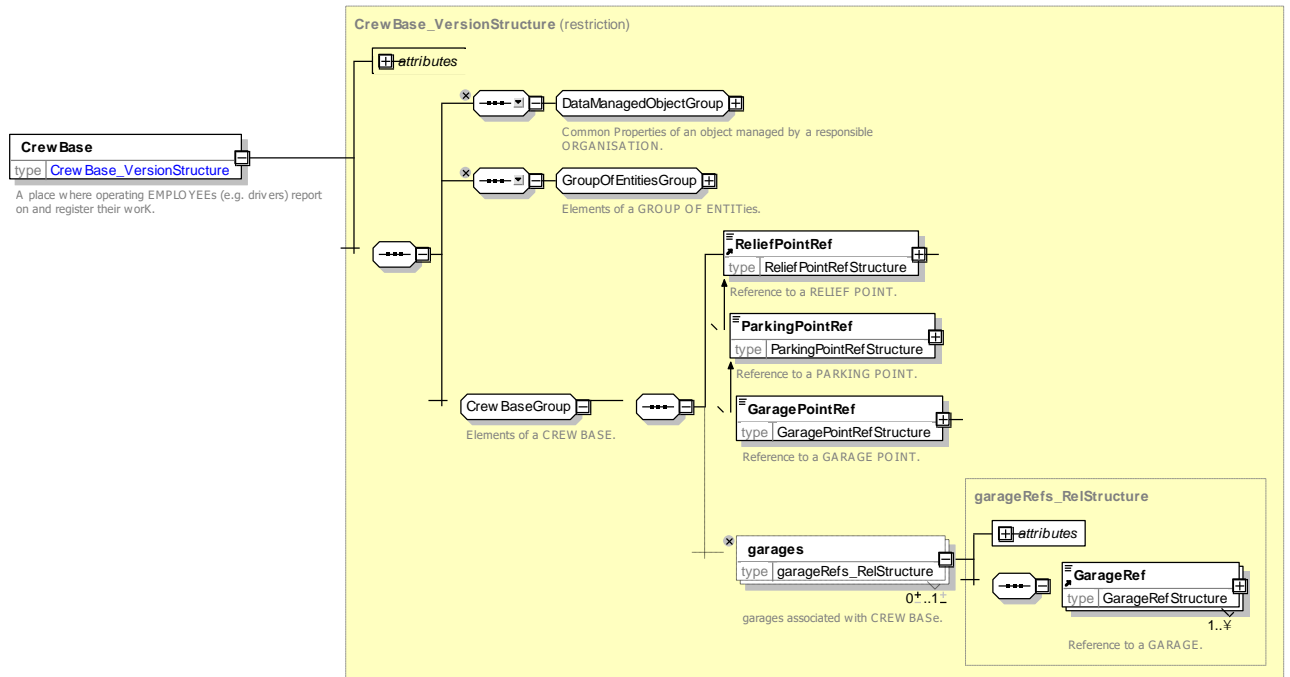 CrewBase_VersionStructure (restriction)
attributes
DataManagedObjectGroup
Common Properties of an object managed by a responsible
ORGANISATION.
CrewBase
type CrewBase_VersionStructure
A place where operating EMPLOYEEs (e.g. drivers) report
on and register their worK.
GroupOfEntitiesGroup
Elements of a GROUP OF ENTITies.
ReliefPointRef
type ReliefPointRefStructure
Reference to a RELIEF POINT.
ParkingPointRef
type ParkingPointRefStructure
Reference to a PARKING POINT.
CrewBaseGroup
Elements of a CREW BASE.
GaragePointRef
type GaragePointRefStructure
Reference to a GARAGE POINT.
garages
type garageRefs_RelStructure
0±..1±
garages associated with CREW BASe.
garageRefs_RelStructure
attributes
GarageRef
type GarageRefStructure
1..¥
Reference to a GARAGE.